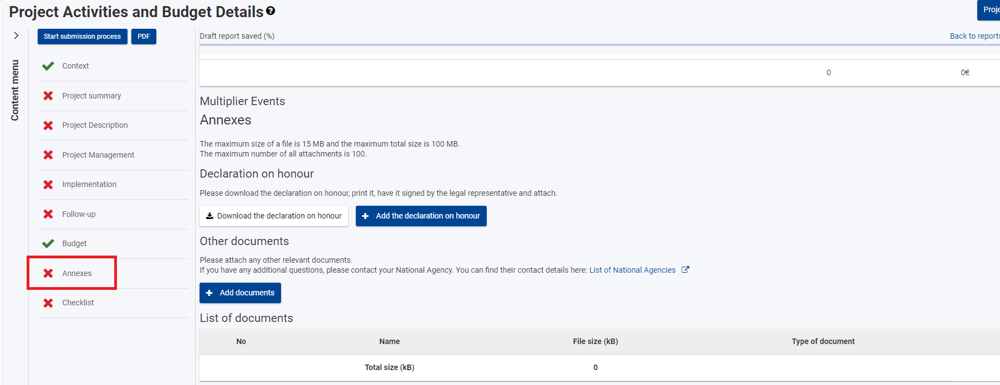 Project Activities and Budget Details
Content menu
Start submission process PDF
Context
Project summary
Project Description
Project Management
Implementation
Follow-up
Budget
Annexes
Checklist
Draft report saved (%)
Back to reports
0 0€
Multiplier Events
Annexes
The maximum size of a file is 15 MB and the maximum total size is 100 MB.
The maximum number of all attachments is 100.
Declaration on honour
Please download the declaration on honour, print it, have it signed by the legal representative and attach.
Download the declaration on honour + Add the declaration on honour
Other documents
Please attach any other relevant documents.
If you have any additional questions, please contact your National Agency. You can find their contact details here: List of National Agencies
+ Add documents
List of documents
No Name File size (kB) Type of document
Total size (kB) 0